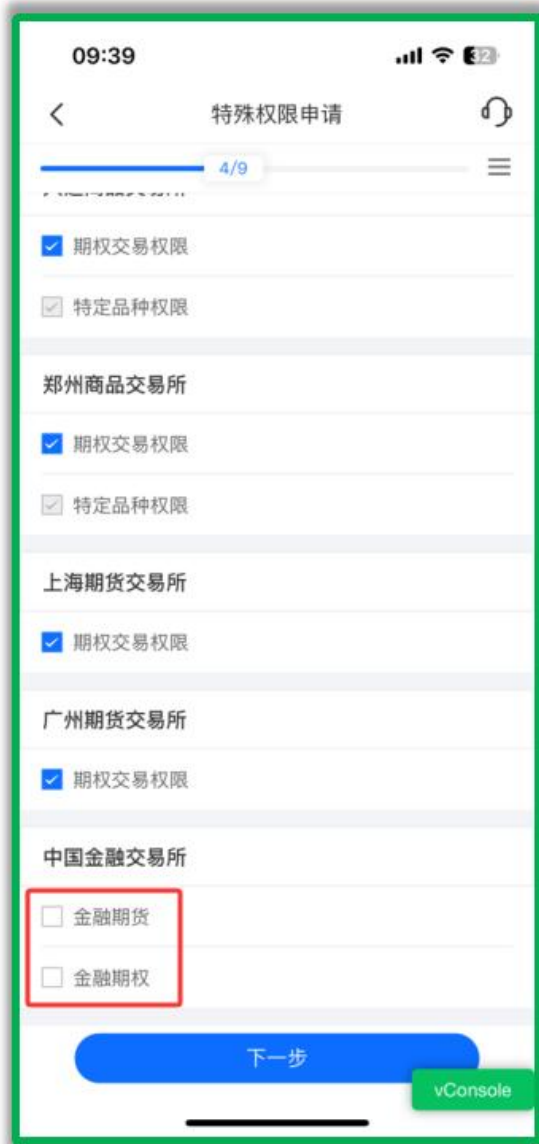 09:39
32
特殊权限申请
4/9
期权交易权限
特定品种权限
郑州商品交易所
期权交易权限
特定品种权限
上海期货交易所
期权交易权限
广州期货交易所
期权交易权限
中国金融交易所
金融期货
金融期权
下一步
vConsole